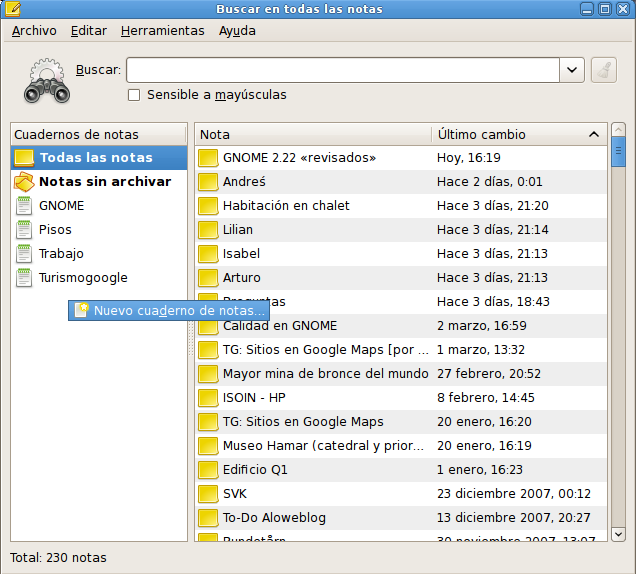 Buscar en todas las notas
Archivo Editar Herramientas Ayuda
Buscar:
Sensible a mayúsculas
Cuadernos de notas
Todas las notas
Notas sin archivar
GNOME
Pisos
Trabajo
Turismogoogle
Nuevo cuaderno de notas...
Nota Último cambio
GNOME 2.22 «revisados» Hoy, 16:19
Andreś Hace 2 días, 0:01
Habitación en chalet Hace 3 días, 21:20
Lilian Hace 3 días, 21:14
Isabel Hace 3 días, 21:13
Arturo Hace 3 días, 21:13
Preguntas Hace 3 días, 18:43
Calidad en GNOME 2 marzo, 16:59
TG: Sitios en Google Maps [por ... 1 marzo, 13:32
Mayor mina de bronce del mundo 27 febrero, 20:52
ISOIN - HP 8 febrero, 14:45
TG: Sitios en Google Maps 20 enero, 16:20
Museo Hamar (catedral y prior... 20 enero, 16:19
Edificio Q1 1 enero, 16:23
SVK 23 diciembre 2007, 00:12
To-Do Aloweblog 13 diciembre 2007, 20:27
Rundetårn 30 noviembre 2007, 13:07
Total: 230 notas